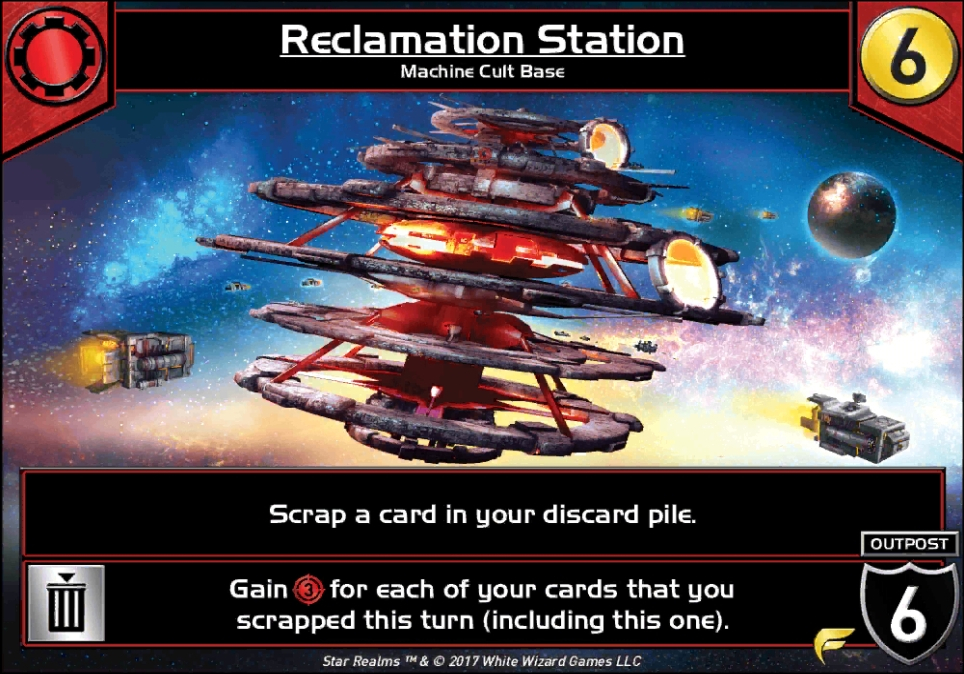 Reclamation Station
6
Machine Cult Base
Scrap a card in your discard pile.
OUTPOST
Gain 3 for each of your cards that you
scrapped this turn (including this one).
6
Star Realms ™ & © 2017 White Wizard Games LLC